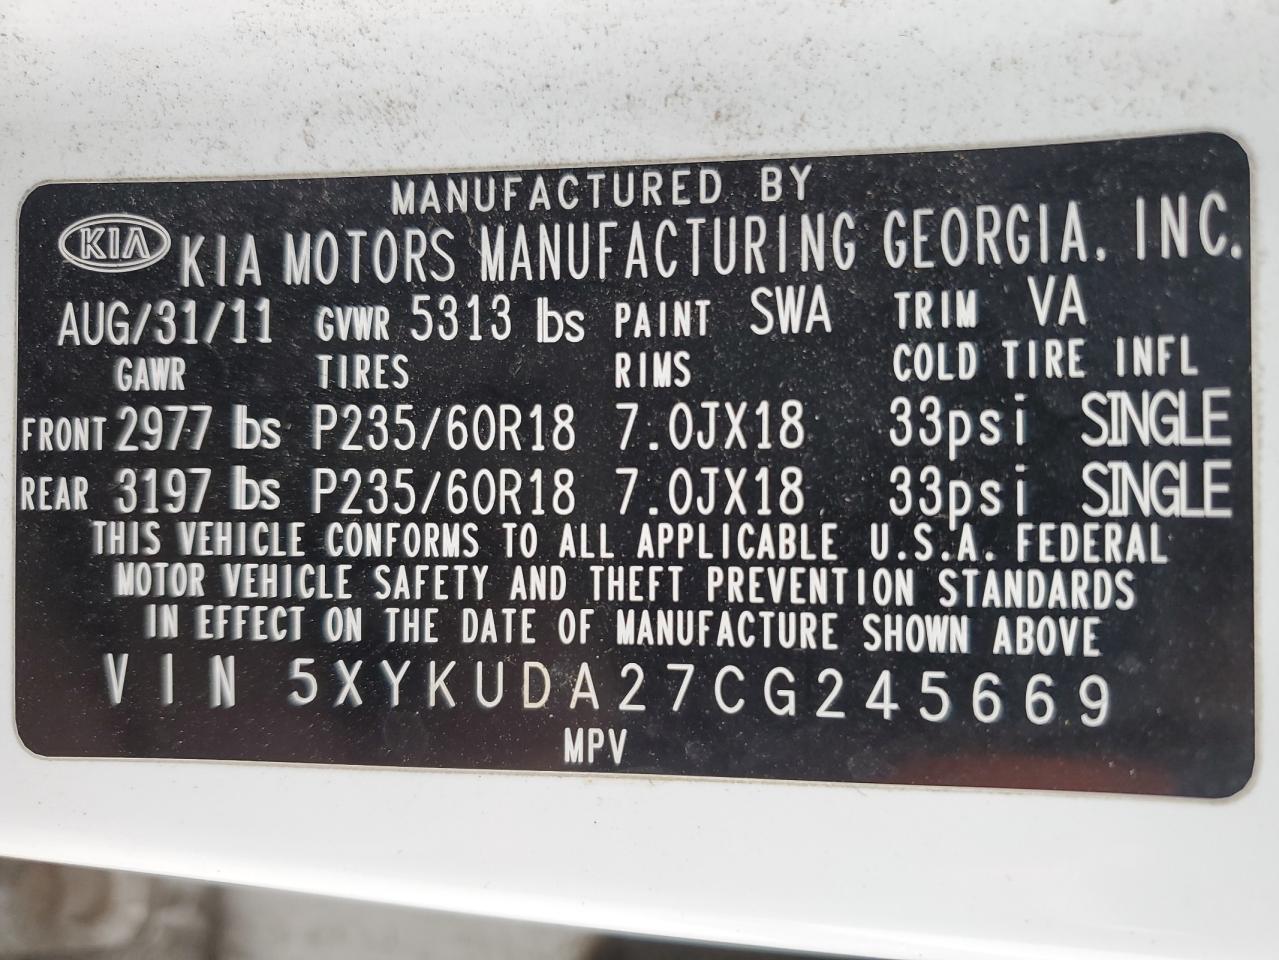 MANUFACTURED BY
KIA KIA MOTORS MANUFACTURING GEORGIA, INC.
AUG/31/11 GVWR 5313 lbs PAINT SWA TRIM VA
GAWR TIRES RIMS COLD TIRE INFL
FRONT 2977 lbs P235/60R18 7.0JX18 33psi SINGLE
REAR 3197 lbs P235/60R18 7.0JX18 33psi SINGLE
THIS VEHICLE CONFORMS TO ALL APPLICABLE U.S.A. FEDERAL
MOTOR VEHICLE SAFETY AND THEFT PREVENTION STANDARDS
IN EFFECT ON THE DATE OF MANUFACTURE SHOWN ABOVE
VIN 5XYKUDA27CG245669
MPV